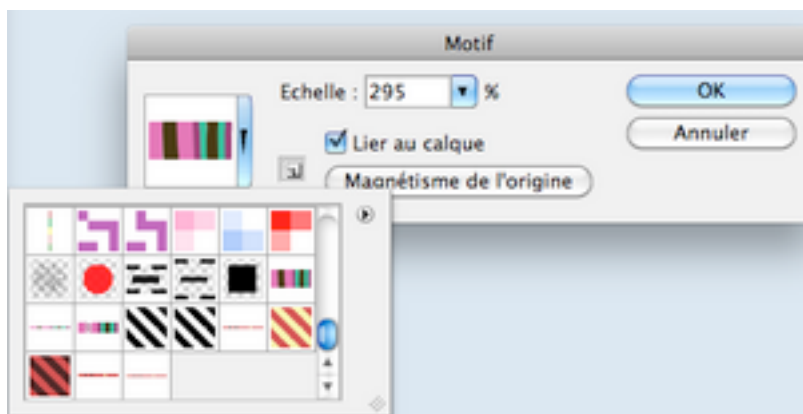 Motif
Echelle : 295 %
OK
Lier au calque
Annuler
Magnétisme de l'origine